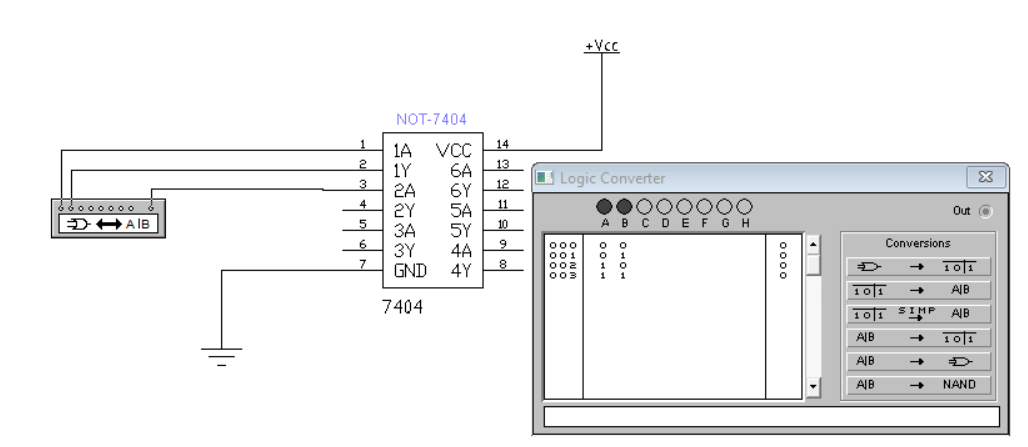 +Vcc
NOT-7404
1 1A VCC 14
2 1Y 6A 13
3 2A 6Y 12
4 2Y 5A 11
5 3A 5Y 10
6 3Y 4A 9
7 GND 4Y 8
7404
A|B
Logic Converter
A B C D E F G H
Out
000 0 0 0
001 0 1 0
002 1 0 0
003 1 1 0
Conversions
→ 1 0|1
1 0|1 → A|B
1 0|1 SIMP → A|B
A|B → 1 0|1
A|B →
A|B → NAND